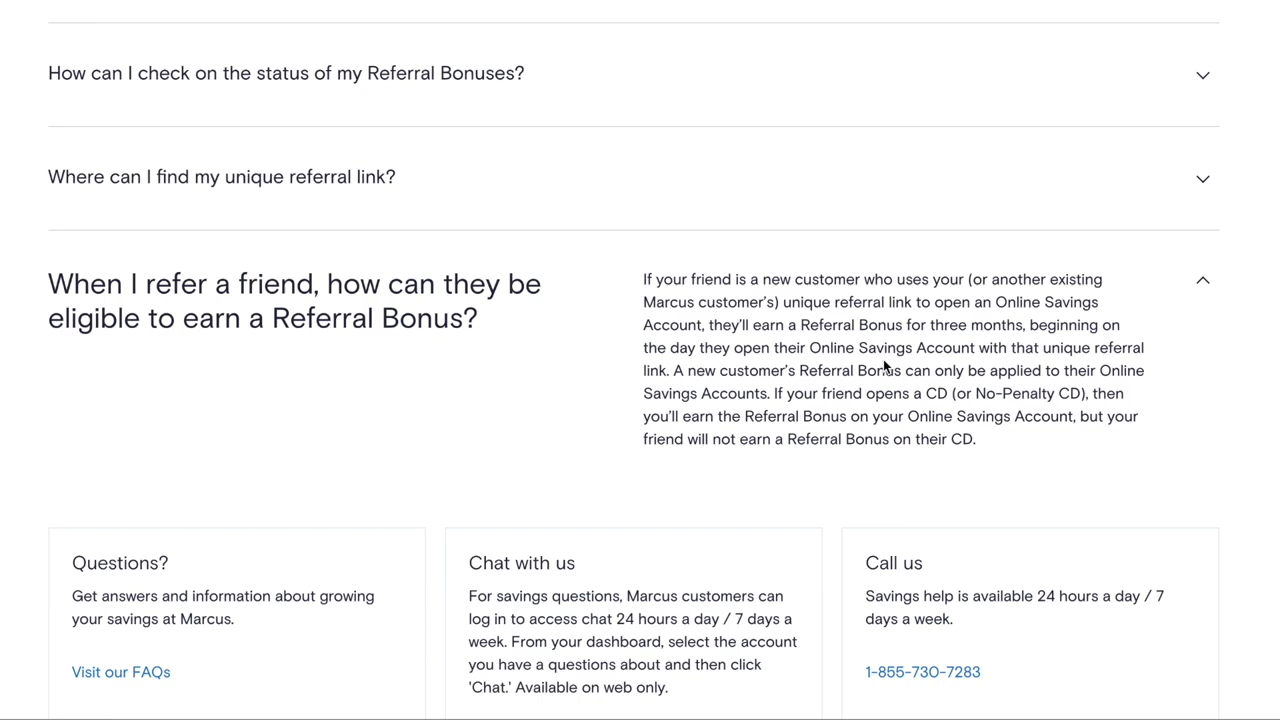 How can I check on the status of my Referral Bonuses?
Where can I find my unique referral link?
When I refer a friend, how can they be
eligible to earn a Referral Bonus?
If your friend is a new customer who uses your (or another existing
Marcus customer's) unique referral link to open an Online Savings
Account, they'll earn a Referral Bonus for three months, beginning on
the day they open their Online Savings Account with that unique referral
link. A new customer's Referral Bonus can only be applied to their Online
Savings Accounts. If your friend opens a CD (or No-Penalty CD), then
you'll earn the Referral Bonus on your Online Savings Account, but your
friend will not earn a Referral Bonus on their CD.
Questions?
Get answers and information about growing
your savings at Marcus.
Visit our FAQs
Chat with us
For savings questions, Marcus customers can
log in to access chat 24 hours a day / 7 days a
week. From your dashboard, select the account
you have a questions about and then click
'Chat.' Available on web only.
Call us
Savings help is available 24 hours a day / 7
days a week.
1-855-730-7283